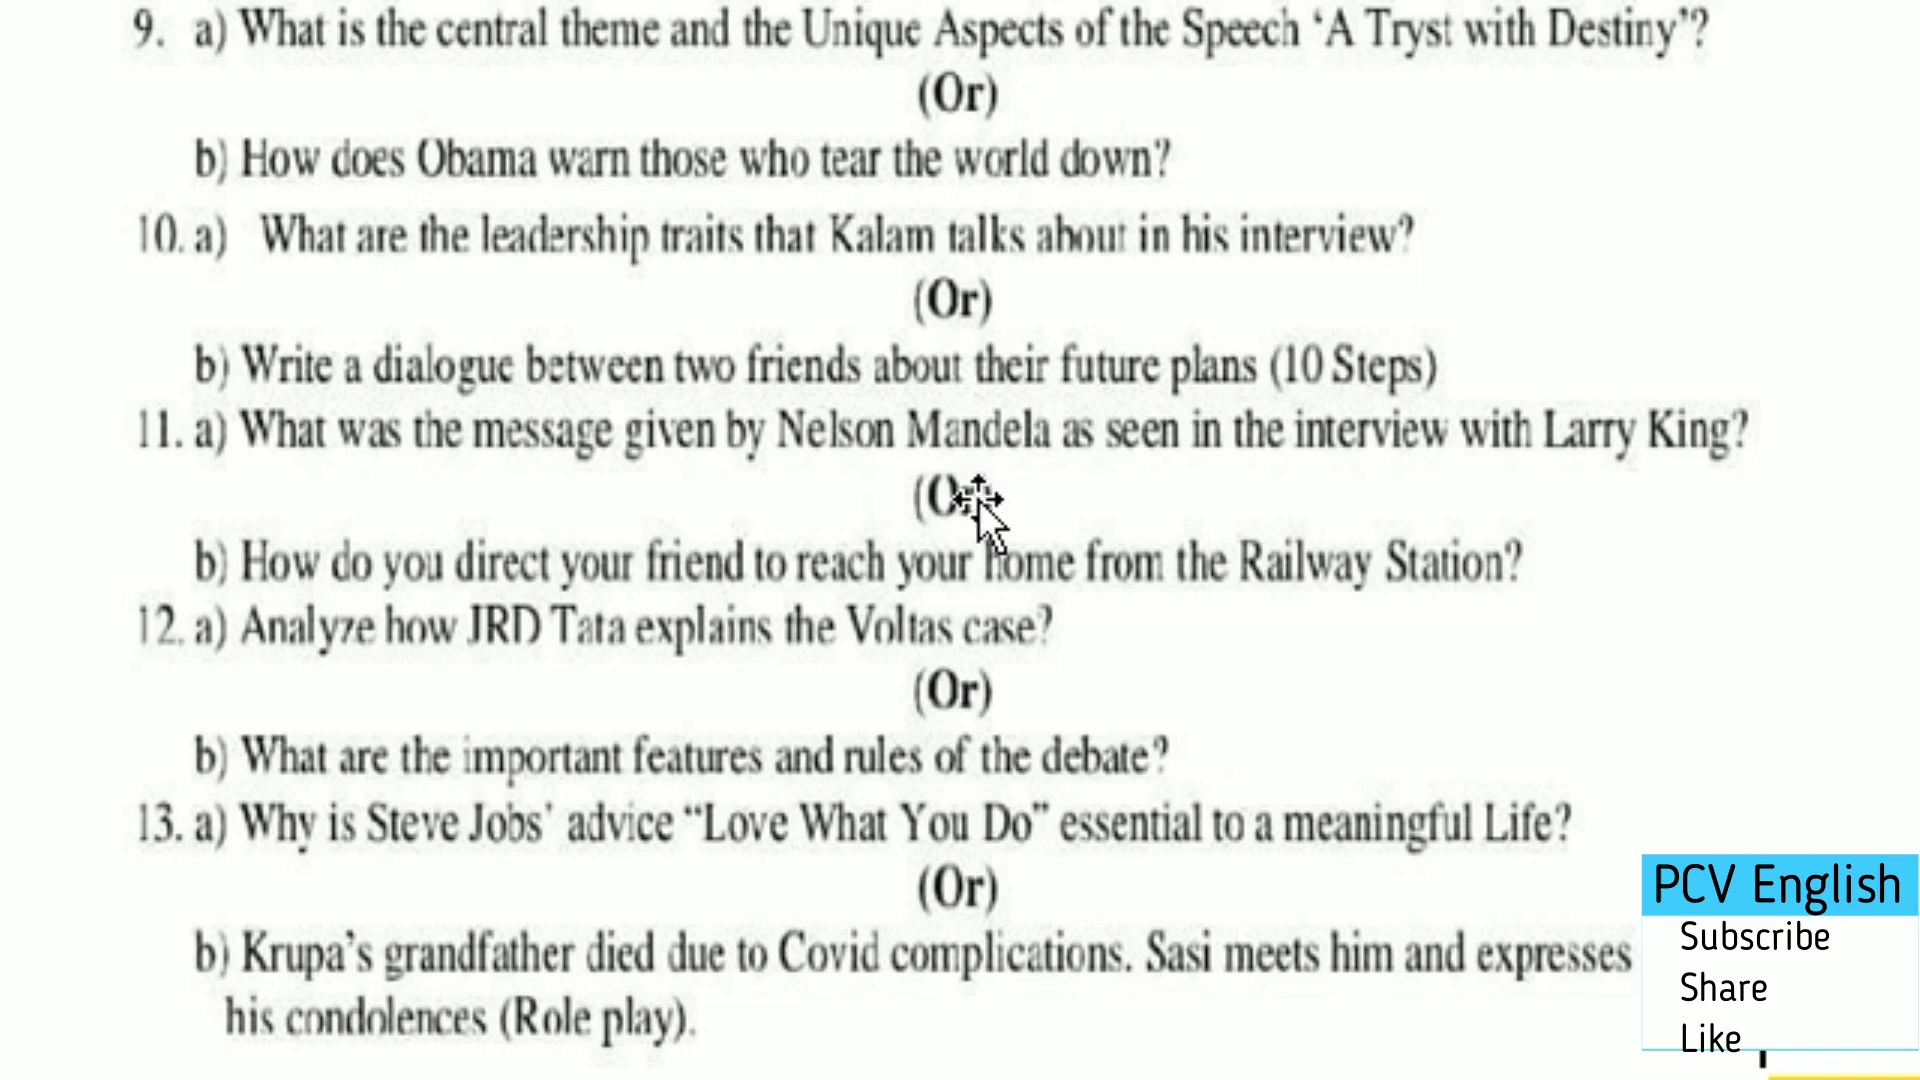 9. a) What is the central theme and the Unique Aspects of the Speech ‘A Tryst with Destiny’?
(Or)
b) How does Obama warn those who tear the world down?
10. a) What are the leadership traits that Kalam talks about in his interview?
(Or)
b) Write a dialogue between two friends about their future plans (10 Steps)
11. a) What was the message given by Nelson Mandela as seen in the interview with Larry King?
b) How do you direct your friend to reach your home from the Railway Station?
12. a) Analyze how JRD Tata explains the Voltas case?
(Or)
b) What are the important features and rules of the debate?
13. a) Why is Steve Jobs’ advice “Love What You Do” essential to a meaningful Life?
(Or)
b) Krupa’s grandfather died due to Covid complications. Sasi meets him and expresses
his condolences (Role play).
PCV English
Subscribe
Share
Like